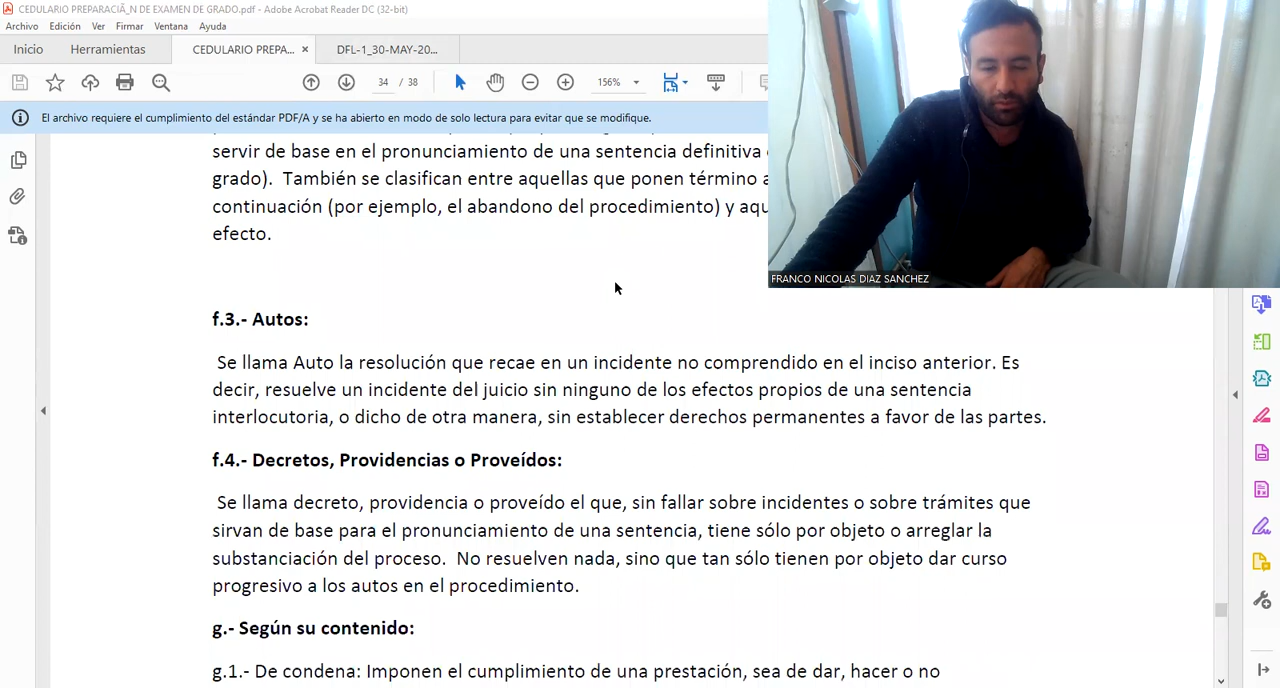 CEDULARIO PREPARACIÃ_N DE EXAMEN DE GRADO.pdf - Adobe Acrobat Reader DC (32-bit)
Archivo Edición Ver Firmar Ventana Ayuda
Inicio Herramientas CEDULARIO PREPA... × DFL-1_30-MAY-20...
34 / 38 156%
El archivo requiere el cumplimiento del estándar PDF/A y se ha abierto en modo de solo lectura para evitar que se modifique.
servir de base en el pronunciamiento de una sentencia definitiva
grado). También se clasifican entre aquellas que ponen término a
continuación (por ejemplo, el abandono del procedimiento) y aqu
efecto.
FRANCO NICOLAS DIAZ SANCHEZ
f.3.- Autos:
Se llama Auto la resolución que recae en un incidente no comprendido en el inciso anterior. Es
decir, resuelve un incidente del juicio sin ninguno de los efectos propios de una sentencia
interlocutoria, o dicho de otra manera, sin establecer derechos permanentes a favor de las partes.
f.4.- Decretos, Providencias o Proveídos:
Se llama decreto, providencia o proveído el que, sin fallar sobre incidentes o sobre trámites que
sirvan de base para el pronunciamiento de una sentencia, tiene sólo por objeto o arreglar la
substanciación del proceso. No resuelven nada, sino que tan sólo tienen por objeto dar curso
progresivo a los autos en el procedimiento.
g.- Según su contenido:
g.1.- De condena: Imponen el cumplimiento de una prestación, sea de dar, hacer o no